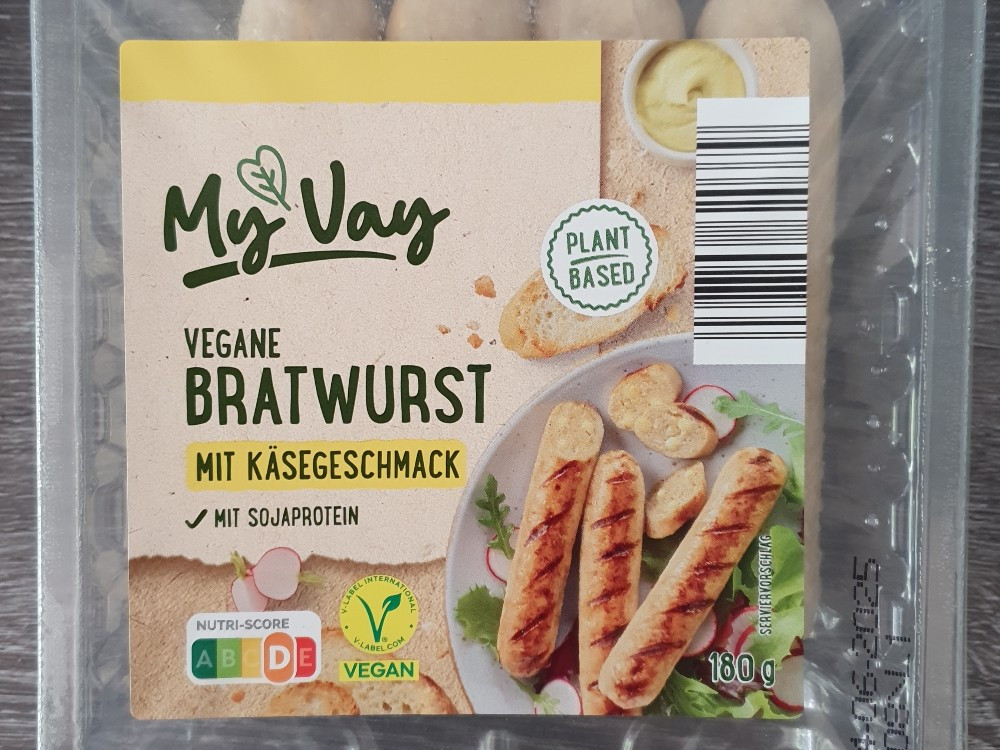 My Vay
PLANT
BASED
VEGANE
BRATWURST
MIT KÄSEGESCHMACK
✓ MIT SOJAPROTEIN
NUTRI-SCORE
A B C D E
V-LABEL INTERNATIONAL
V-LABEL.COM
VEGAN
SERVIERVORSCHLAG
180 g